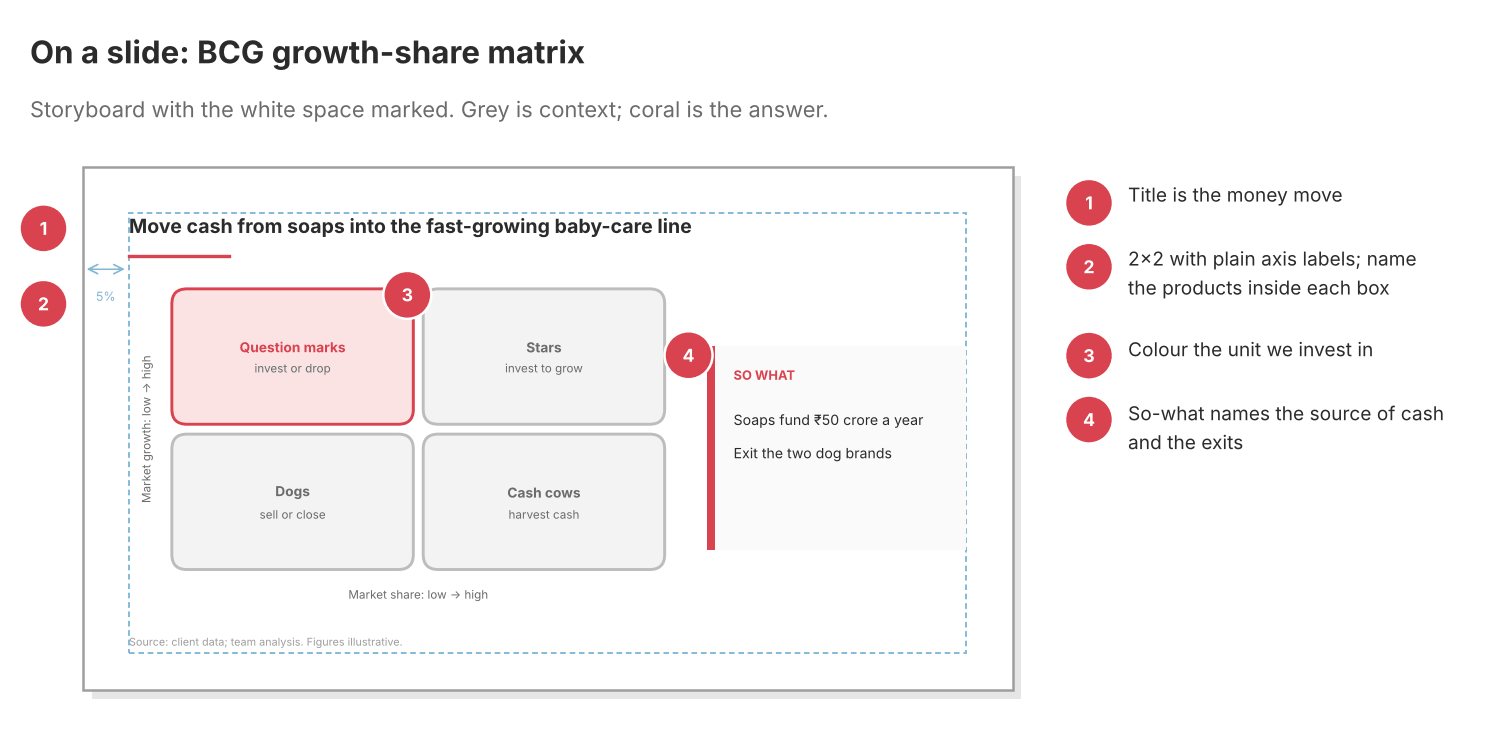 On a slide: BCG growth-share matrix
Storyboard with the white space marked. Grey is context; coral is the answer.
1
2
5%
Move cash from soaps into the fast-growing baby-care line
3
Question marks
invest or drop
Stars
invest to grow
Dogs
sell or close
Cash cows
harvest cash
Market growth: low → high
Market share: low → high
4
SO WHAT
Soaps fund ₹50 crore a year
Exit the two dog brands
Source: client data; team analysis. Figures illustrative.
1
Title is the money move
2
2×2 with plain axis labels; name
the products inside each box
3
Colour the unit we invest in
4
So-what names the source of cash
and the exits